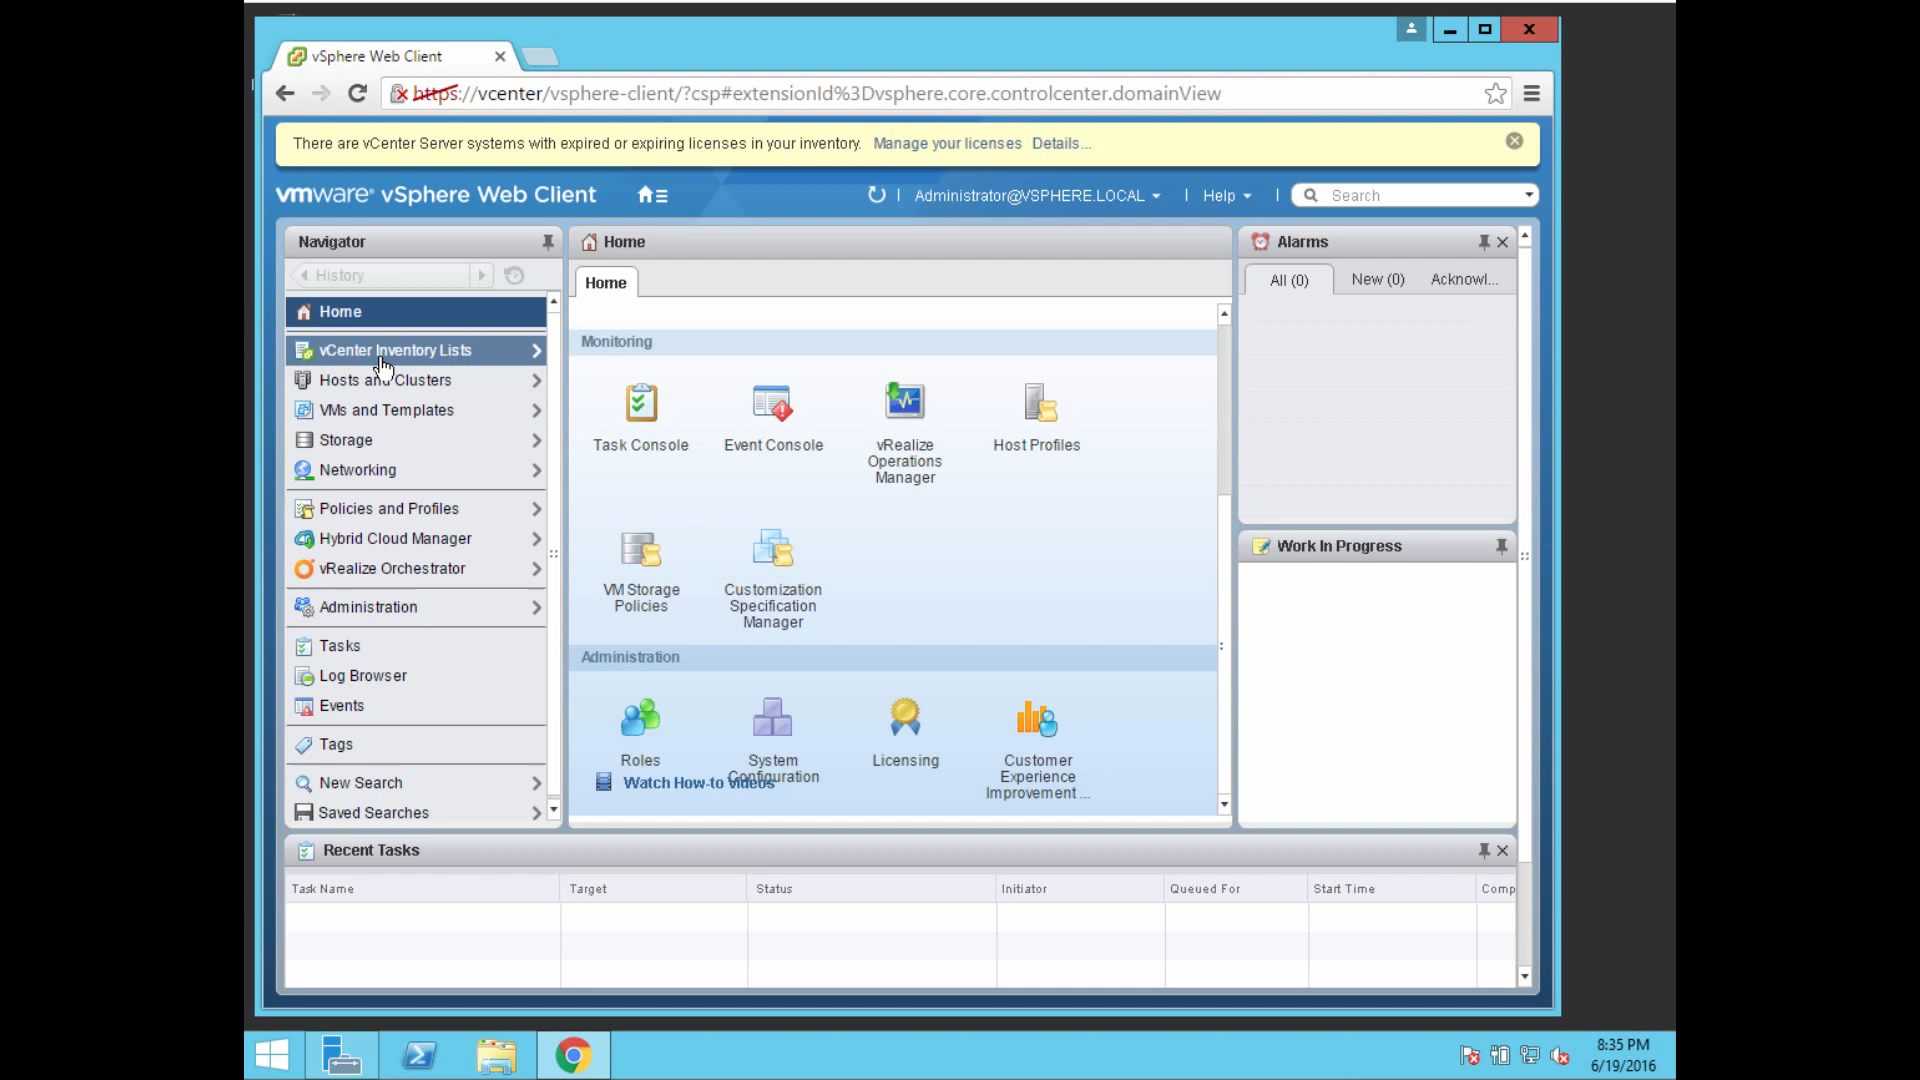 vSphere Web Client
https://vcenter/vsphere-client/?csp#extensionId%3Dvsphere.core.controlcenter.domainView
There are vCenter Server systems with expired or expiring licenses in your inventory. Manage your licenses Details...
vmware® vSphere Web Client
Administrator@VSPHERE.LOCAL
Help
Search
Navigator
History
Home
vCenter Inventory Lists
Hosts and Clusters
VMs and Templates
Storage
Networking
Policies and Profiles
Hybrid Cloud Manager
vRealize Orchestrator
Administration
Tasks
Log Browser
Events
Tags
New Search
Saved Searches
Home
Home
Monitoring
Task Console
Event Console
vRealize
Operations
Manager
Host Profiles
VM Storage
Policies
Customization
Specification
Manager
Administration
Roles
System
Configuration
Licensing
Customer
Experience
Improvement ...
Watch How-to Videos
Alarms
All (0)
New (0)
Acknowl...
Work In Progress
Recent Tasks
Task Name
Target
Status
Initiator
Queued For
Start Time
Comp
8:35 PM
6/19/2016